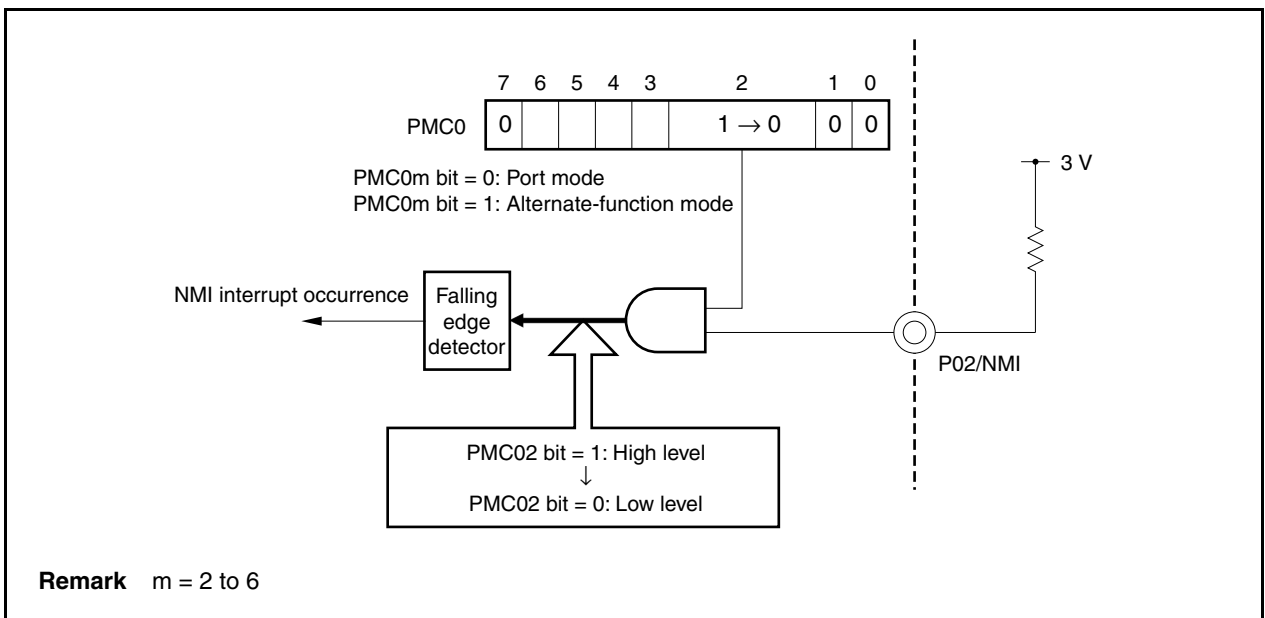 7 6 5 4 3 2 1 0
PMC0 0 1 → 0 0 0
3 V
PMC0m bit = 0: Port mode
PMC0m bit = 1: Alternate-function mode
NMI interrupt occurrence
Falling
edge
detector
P02/NMI
PMC02 bit = 1: High level
↓
PMC02 bit = 0: Low level
Remark m = 2 to 6